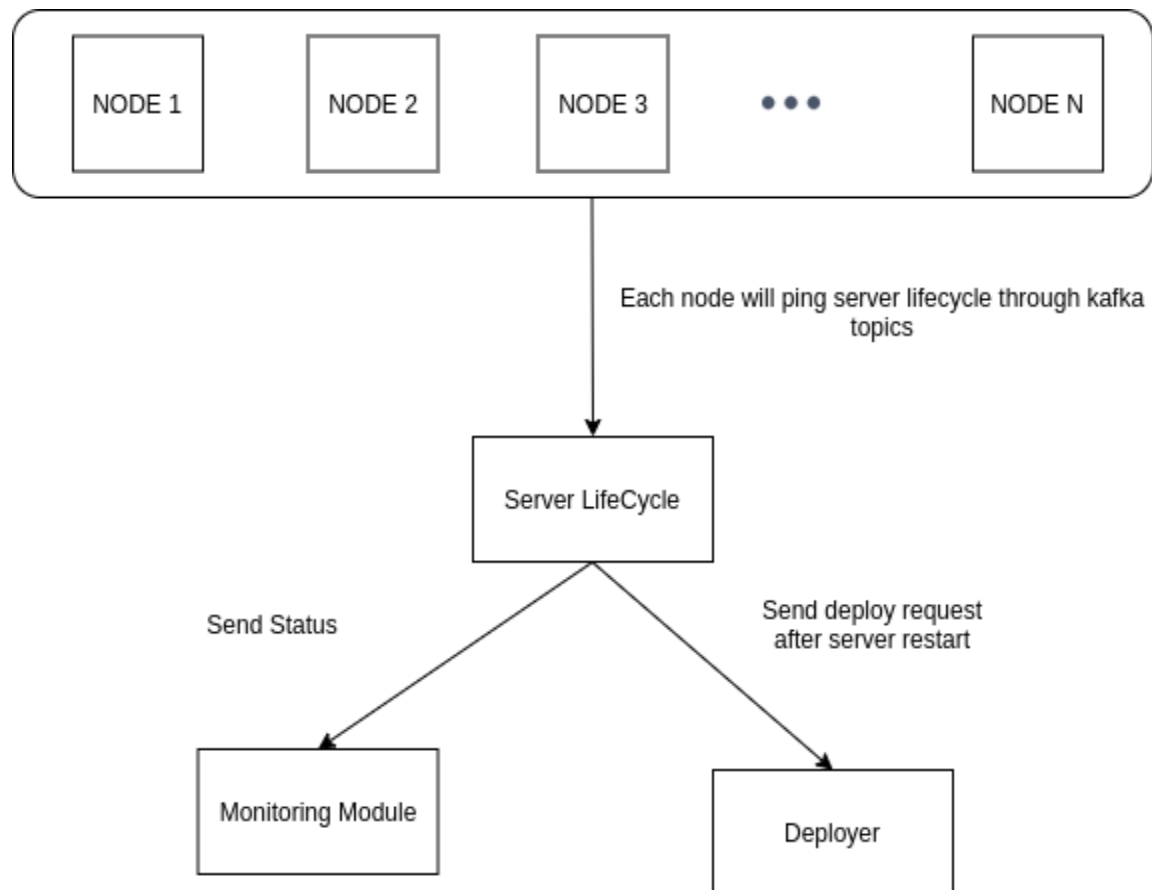 NODE 1
NODE 2
NODE 3
NODE N
Each node will ping server lifecycle through kafka
topics
Server LifeCycle
Send Status
Send deploy request
after server restart
Monitoring Module
Deployer